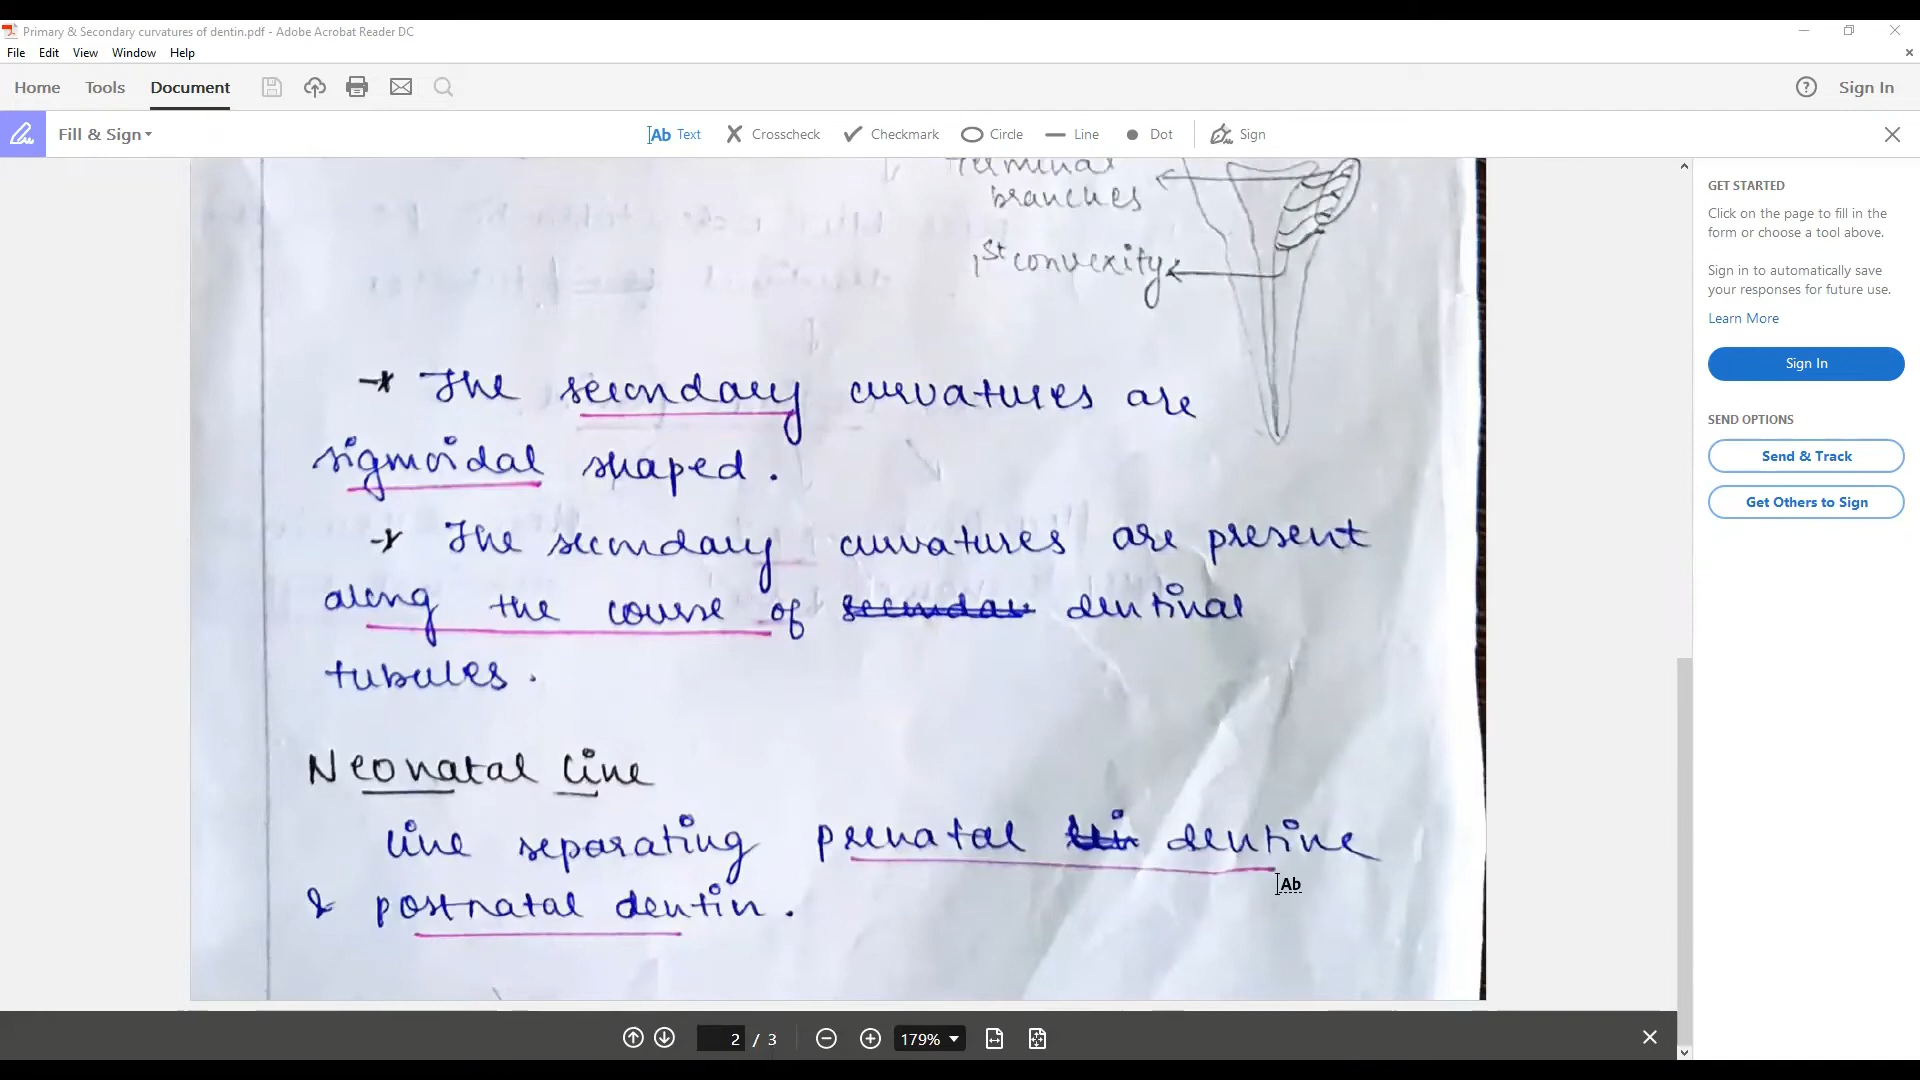 Primary & Secondary curvatures of dentin.pdf - Adobe Acrobat Reader DC
File Edit View Window Help
Home Tools Document Sign In
Fill & Sign Ab Text Crosscheck Checkmark Circle Line Dot Sign
Terminal
branches
1st convexity
The secondary curvatures are
sigmoidal shaped.
The secondary curvatures are present
along the course of secondar dentinal
tubules.
Neonatal line
line separating prenatal dentine
& postnatal dentin.
Ab
GET STARTED
Click on the page to fill in the
form or choose a tool above.
Sign in to automatically save
your responses for future use.
Learn More
Sign In
SEND OPTIONS
Send & Track
Get Others to Sign
2 / 3 179%